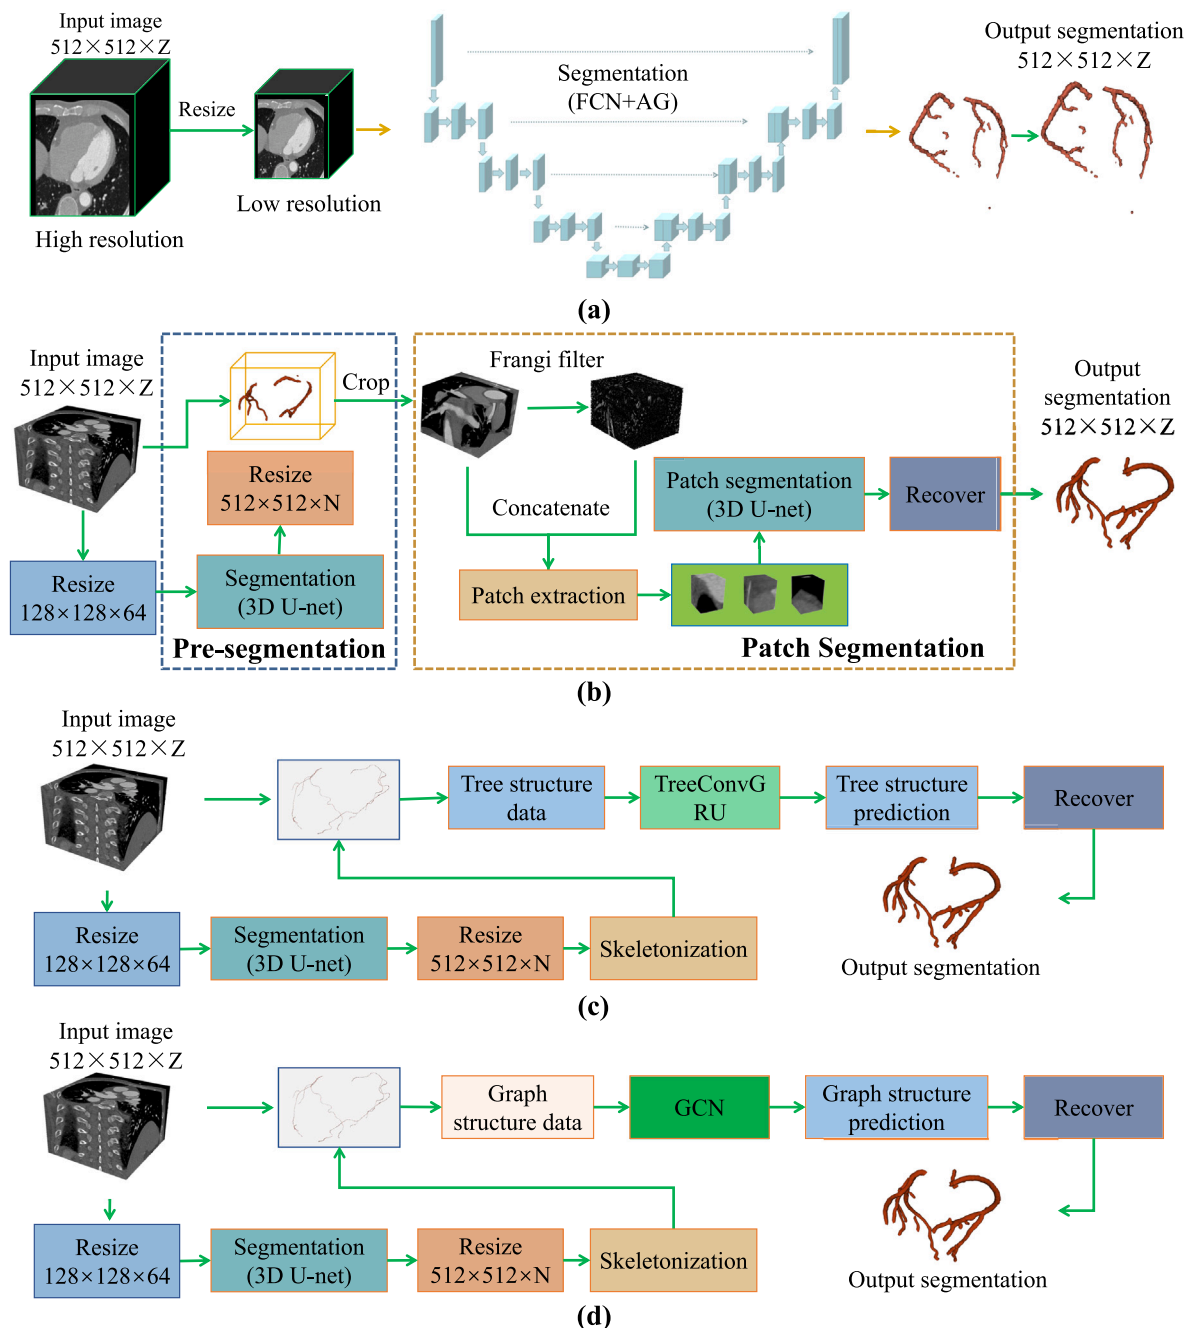 Input image
512×512×Z
Resize
High resolution
Low resolution
Segmentation
(FCN+AG)
Output segmentation
512×512×Z
(a)
Input image
512×512×Z
Resize
128×128×64
Crop
Resize
512×512×N
Segmentation
(3D U-net)
Pre-segmentation
Frangi filter
Concatenate
Patch extraction
Patch segmentation
(3D U-net)
Recover
Patch Segmentation
Output
segmentation
512×512×Z
(b)
Input image
512×512×Z
Tree structure
data
TreeConvG
RU
Tree structure
prediction
Recover
Resize
128×128×64
Segmentation
(3D U-net)
Resize
512×512×N
Skeletonization
Output segmentation
(c)
Input image
512×512×Z
Graph
structure data
GCN
Graph structure
prediction
Recover
Resize
128×128×64
Segmentation
(3D U-net)
Resize
512×512×N
Skeletonization
Output segmentation
(d)